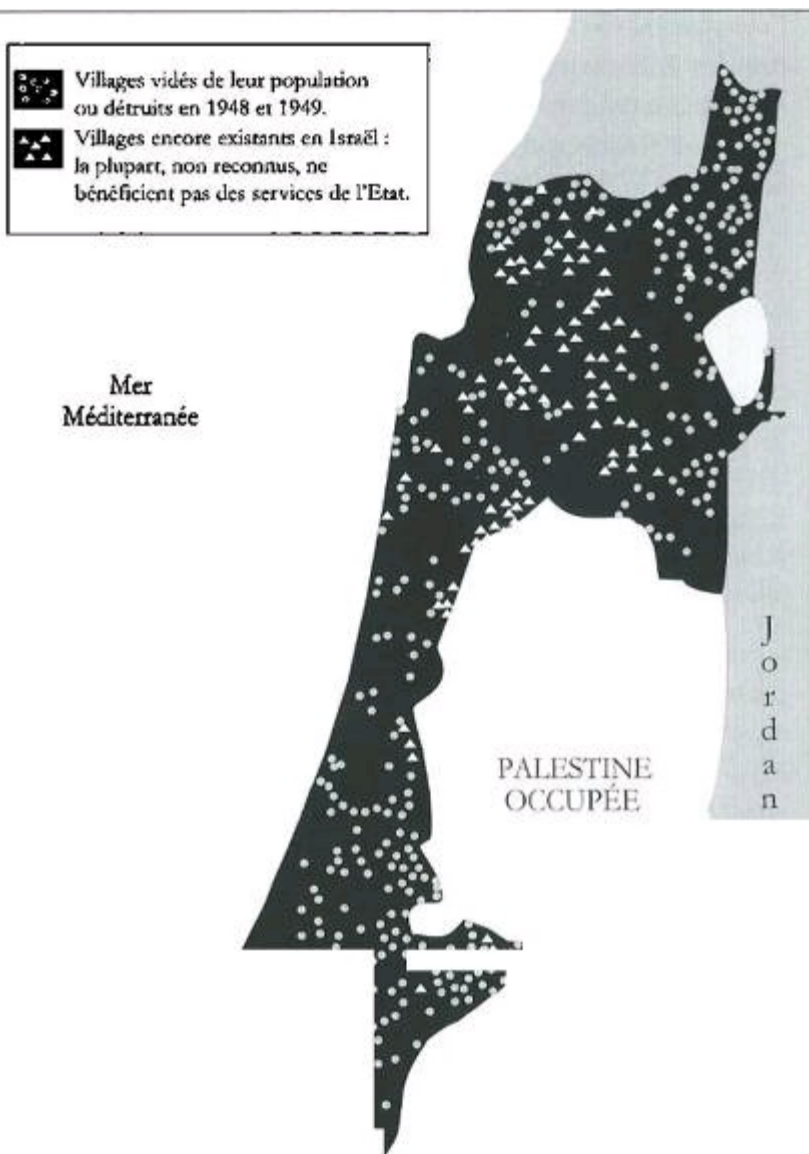 Villages vidés de leur population
ou détruits en 1948 et 1949.
Villages encore existants en Israël :
la plupart, non reconnus, ne
bénéficient pas des services de l'Etat.
Mer
Méditerranée
PALESTINE
OCCUPÉE
Jordan